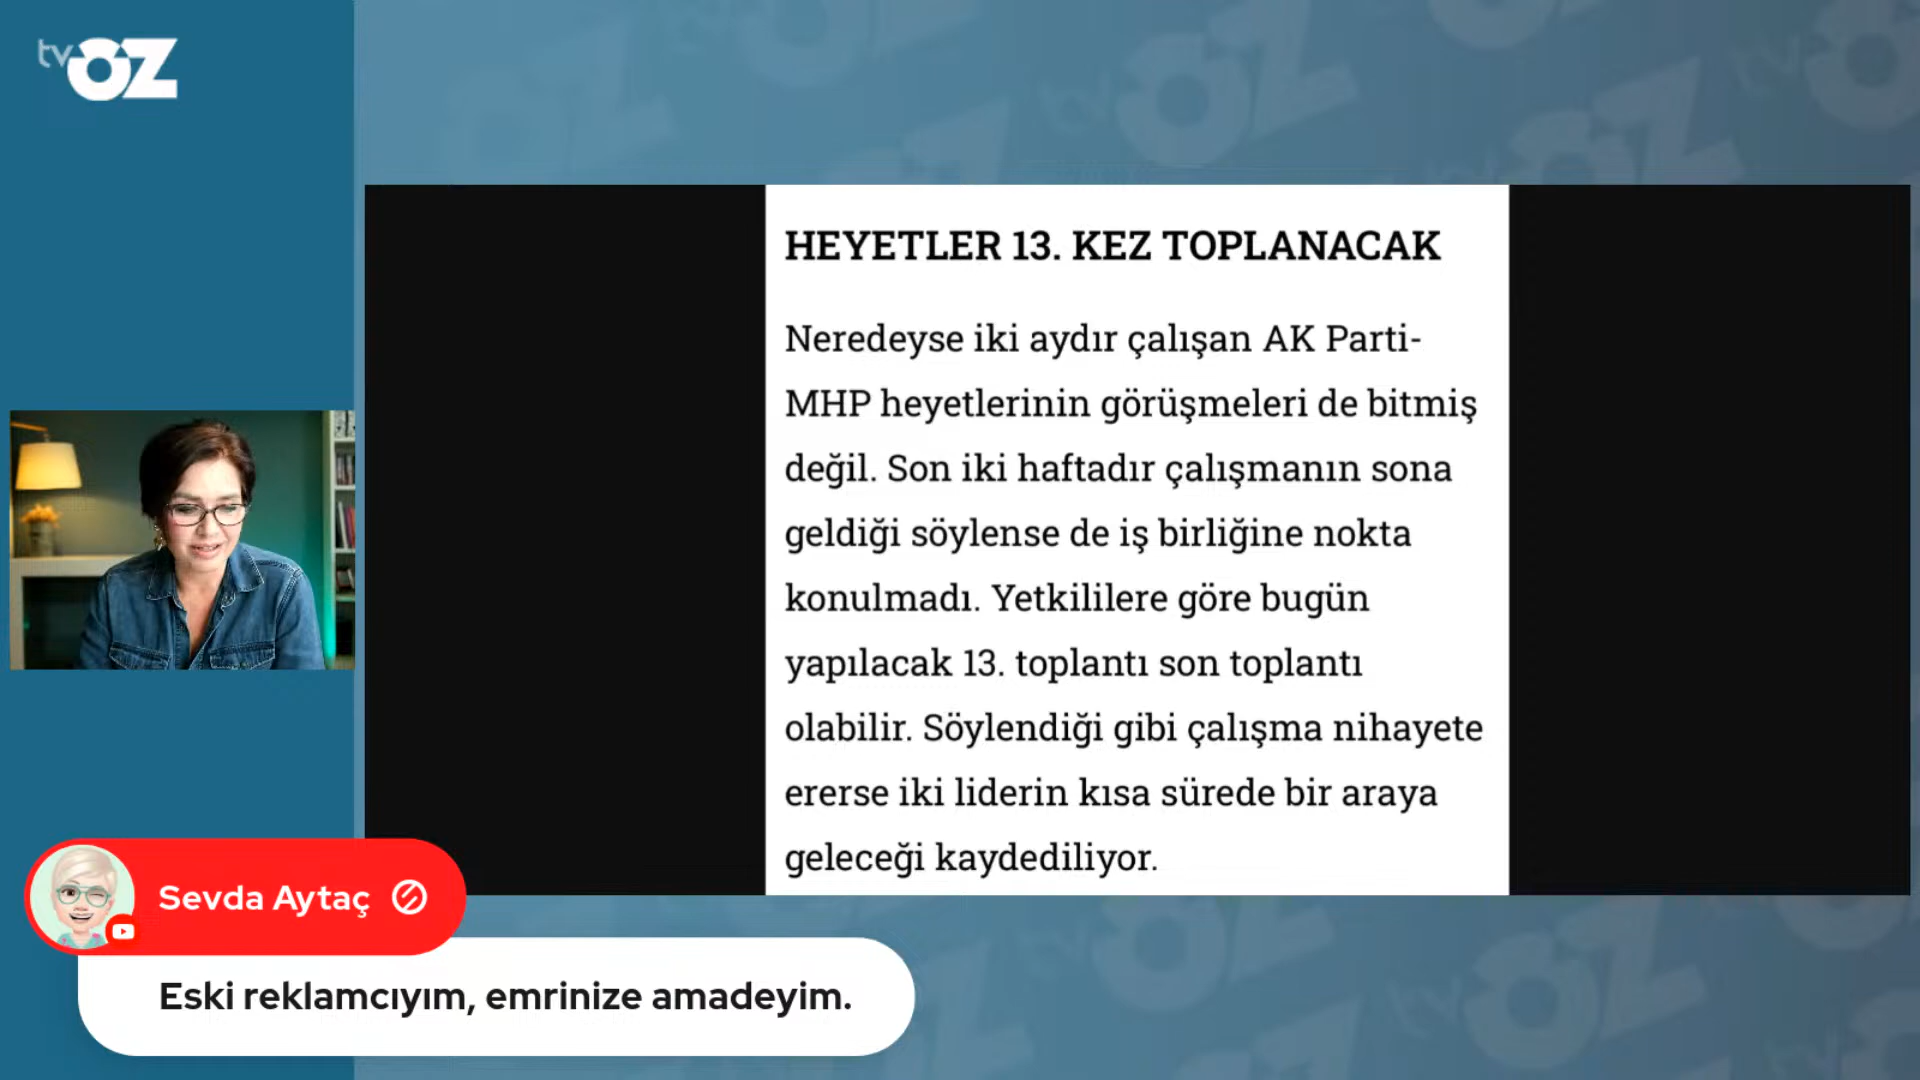 tv ÖZ
HEYETLER 13. KEZ TOPLANACAK
Neredeyse iki aydır çalışan AK Parti-
MHP heyetlerinin görüşmeleri de bitmiş
değil. Son iki haftadır çalışmanın sona
geldiği söylense de iş birliğine nokta
konulmadı. Yetkililere göre bugün
yapılacak 13. toplantı son toplantı
olabilir. Söylendiği gibi çalışma nihayete
ererse iki liderin kısa sürede bir araya
geleceği kaydediliyor.
Sevda Aytaç
Eski reklamcıyım, emrinize amadeyim.